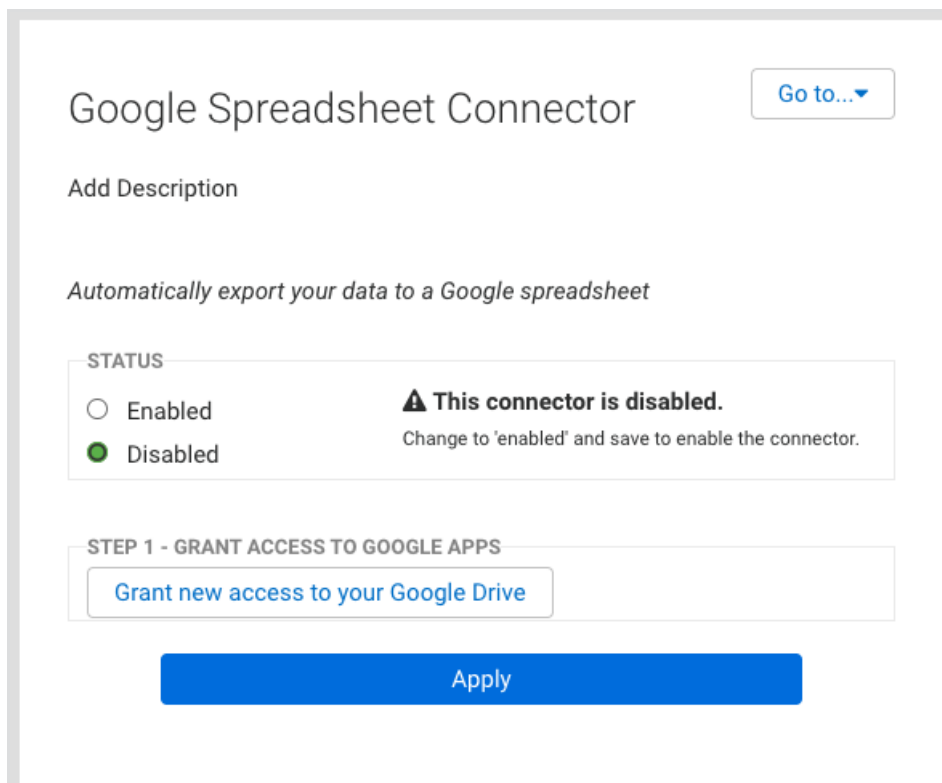 Google Spreadsheet Connector
Go to...
Add Description
Automatically export your data to a Google spreadsheet
STATUS
Enabled
Disabled
This connector is disabled.
Change to 'enabled' and save to enable the connector.
STEP 1 - GRANT ACCESS TO GOOGLE APPS
Grant new access to your Google Drive
Apply